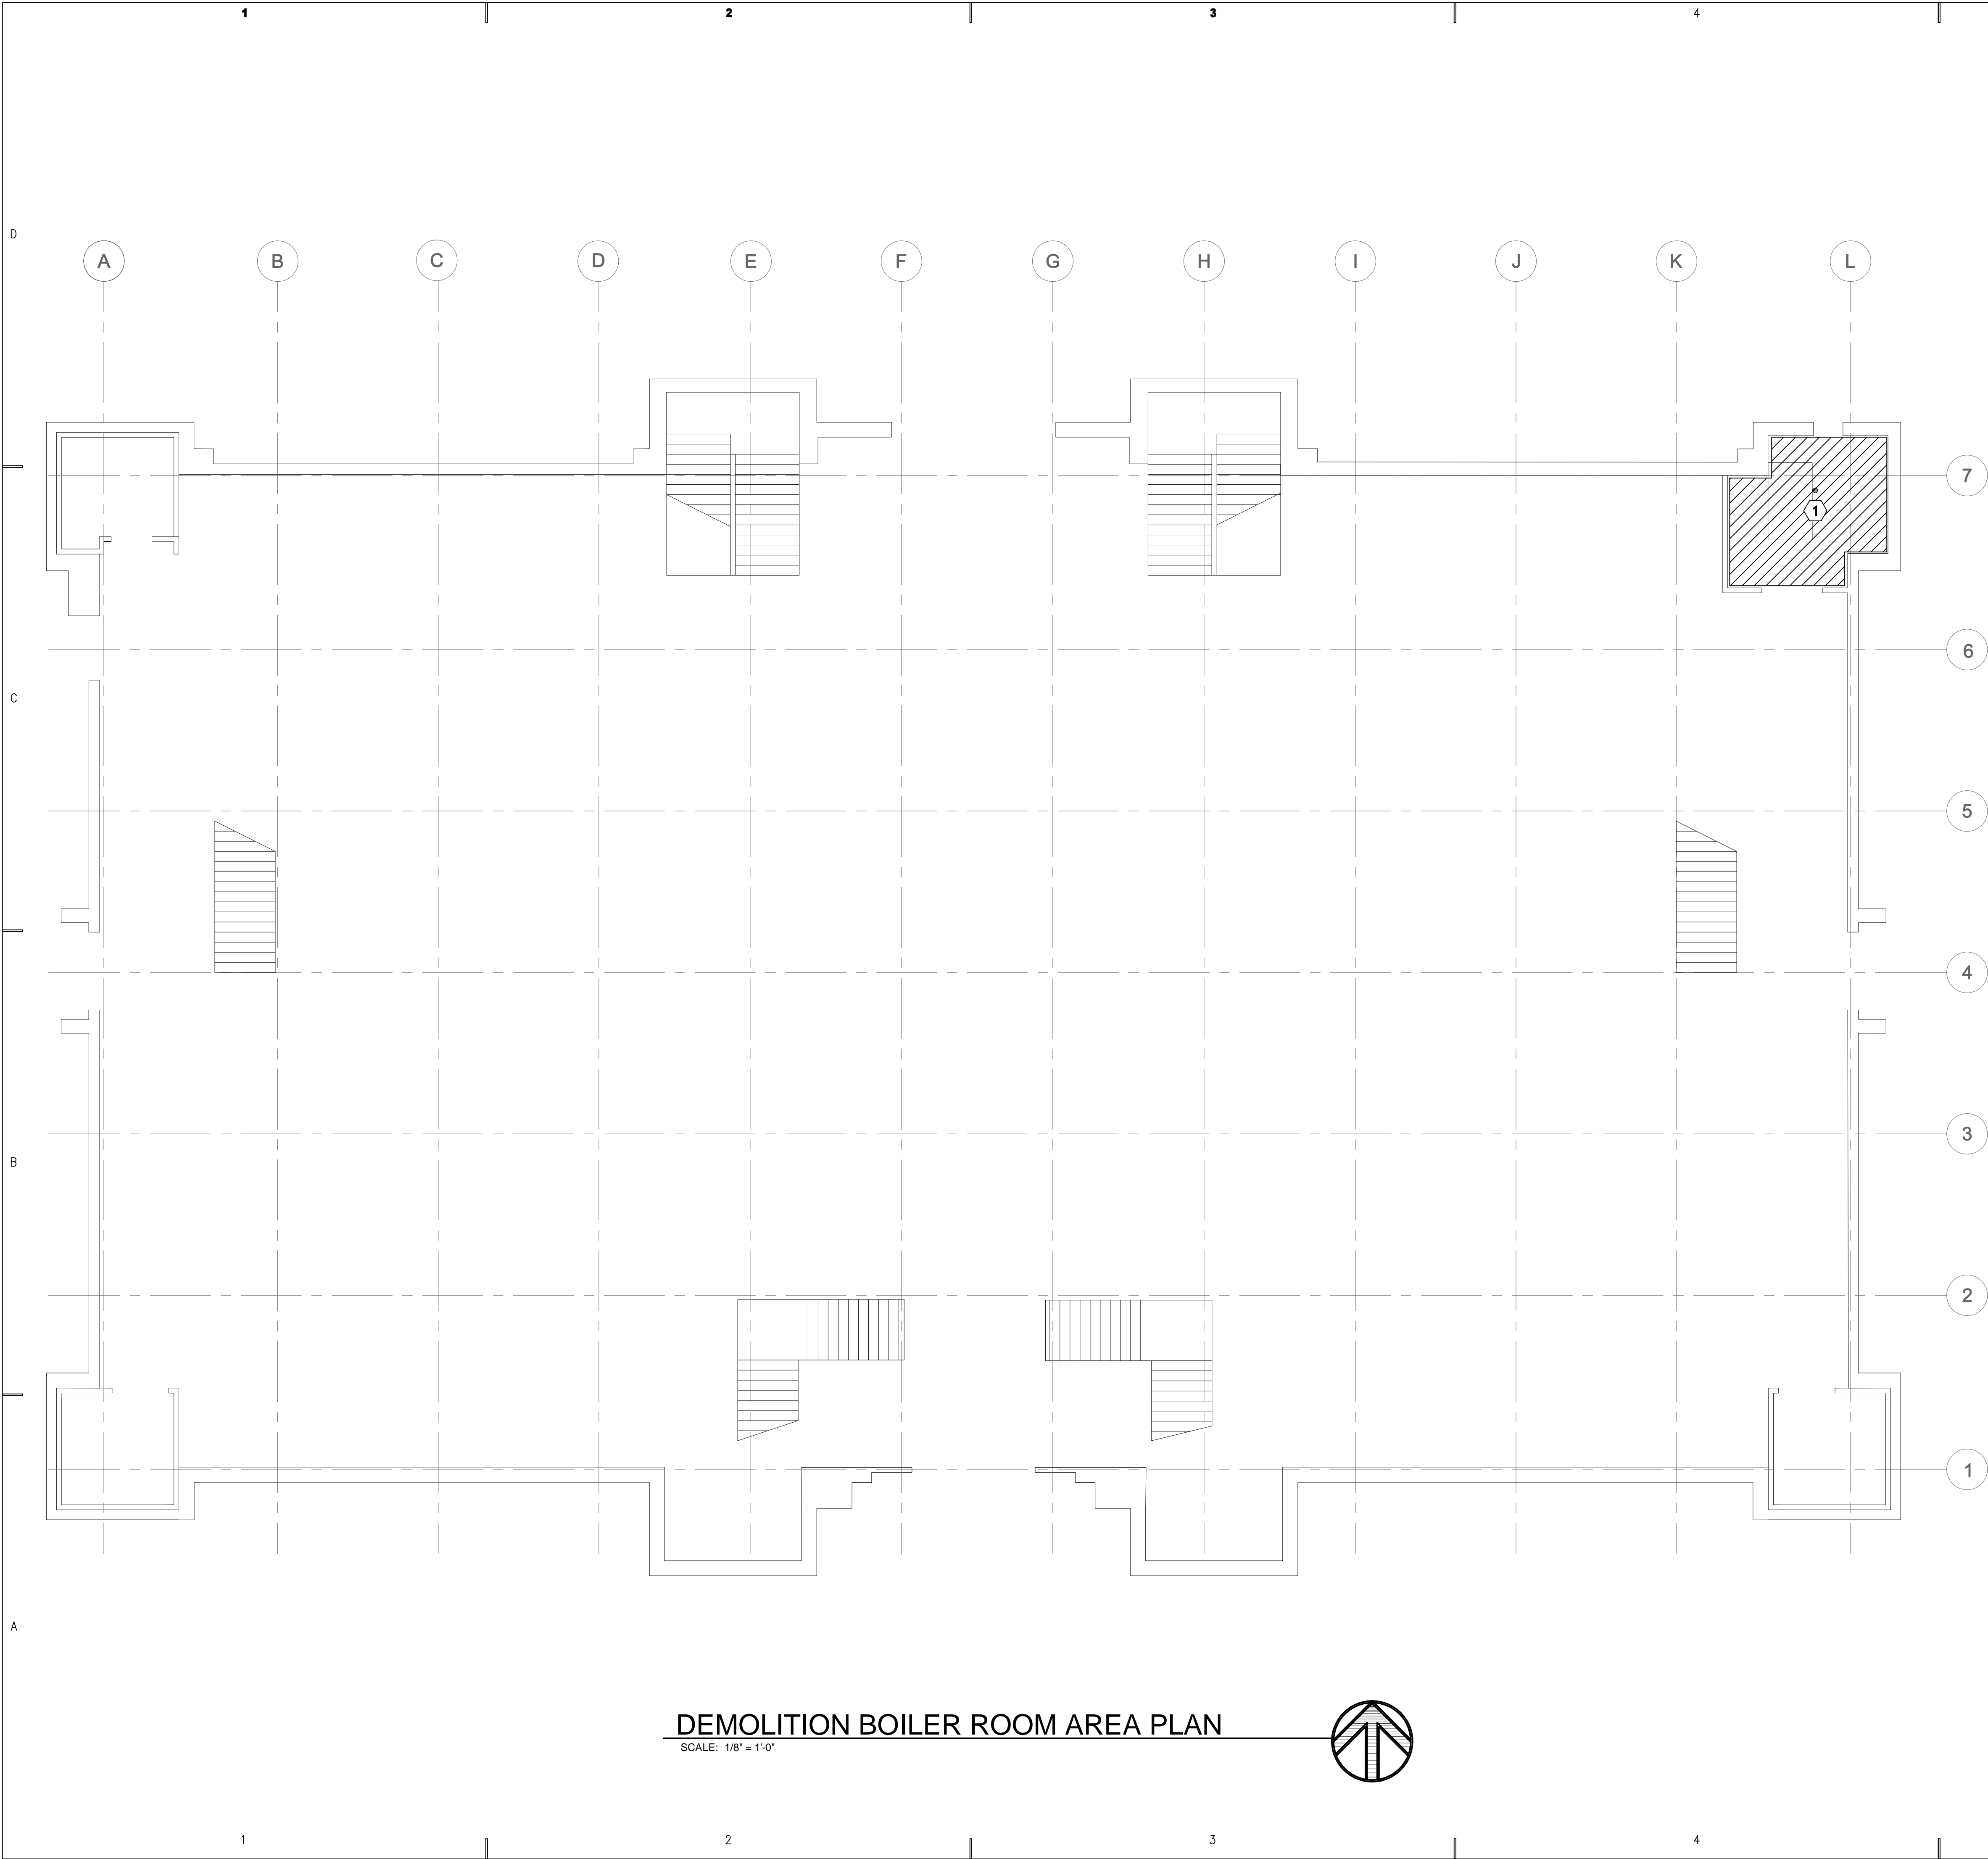 1 2 3 4
D
A B C D E F G H I J K L
7
1
6
C
5
4
3
B
2
1
A
DEMOLITION BOILER ROOM AREA PLAN
SCALE: 1/8" = 1'-0"
1 2 3 4